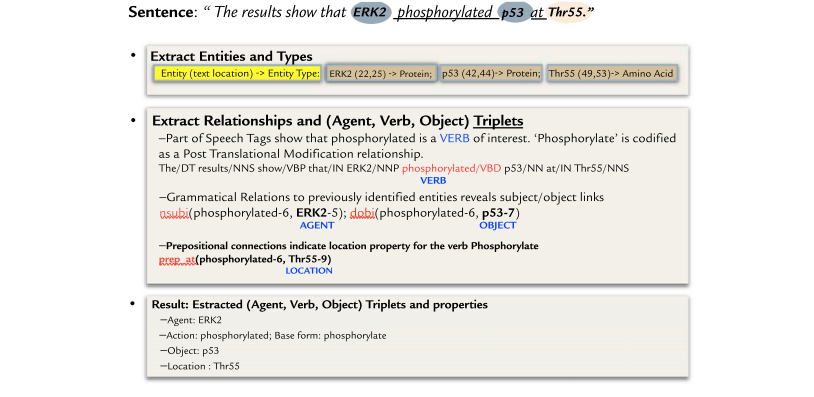 Sentence: “ The results show that ERK2 phosphorylated p53 at Thr55.”
• Extract Entities and Types
Entity (text location) -> Entity Type: ERK2 (22,25) -> Protein; p53 (42,44)-> Protein; Thr55 (49,53)-> Amino Acid
• Extract Relationships and (Agent, Verb, Object) Triplets
–Part of Speech Tags show that phosphorylated is a VERB of interest. ‘Phosphorylate’ is codified
as a Post Translational Modification relationship.
The/DT results/NNS show/VBP that/IN ERK2/NNP phosphorylated/VBD p53/NN at/IN Thr55/NNS
VERB
–Grammatical Relations to previously identified entities reveals subject/object links
nsubj(phosphorylated-6, ERK2-5); dobj(phosphorylated-6, p53-7)
AGENT OBJECT
–Prepositional connections indicate location property for the verb Phosphorylate
prep_at(phosphorylated-6, Thr55-9)
LOCATION
• Result: Estracted (Agent, Verb, Object) Triplets and properties
–Agent: ERK2
–Action: phosphorylated; Base form: phosphorylate
–Object: p53
–Location : Thr55